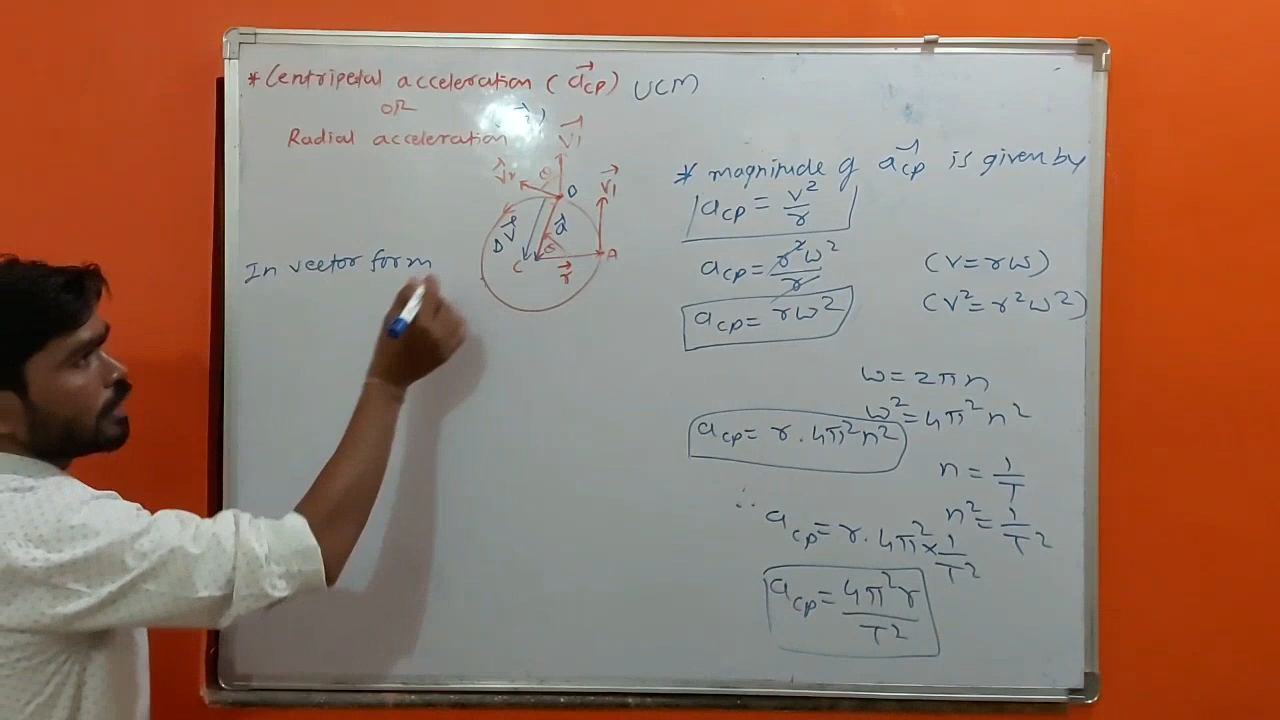 * Centripetal acceleration (a⃗cp) UCM
OR
Radial acceleration
V⃗1
θ
B
V⃗1
θ
C
r⃗
A
In vector form
* magnitude of a⃗cp is given by
acp = v²/r
acp = r²ω²/r (v = rω)
(v² = r²ω²)
acp = rω²
ω = 2πn
ω² = 4π²n²
acp = r . 4π²n²
n = 1/T
n² = 1/T²
∴ acp = r . 4π² × 1/T²
acp = 4π²r/T²